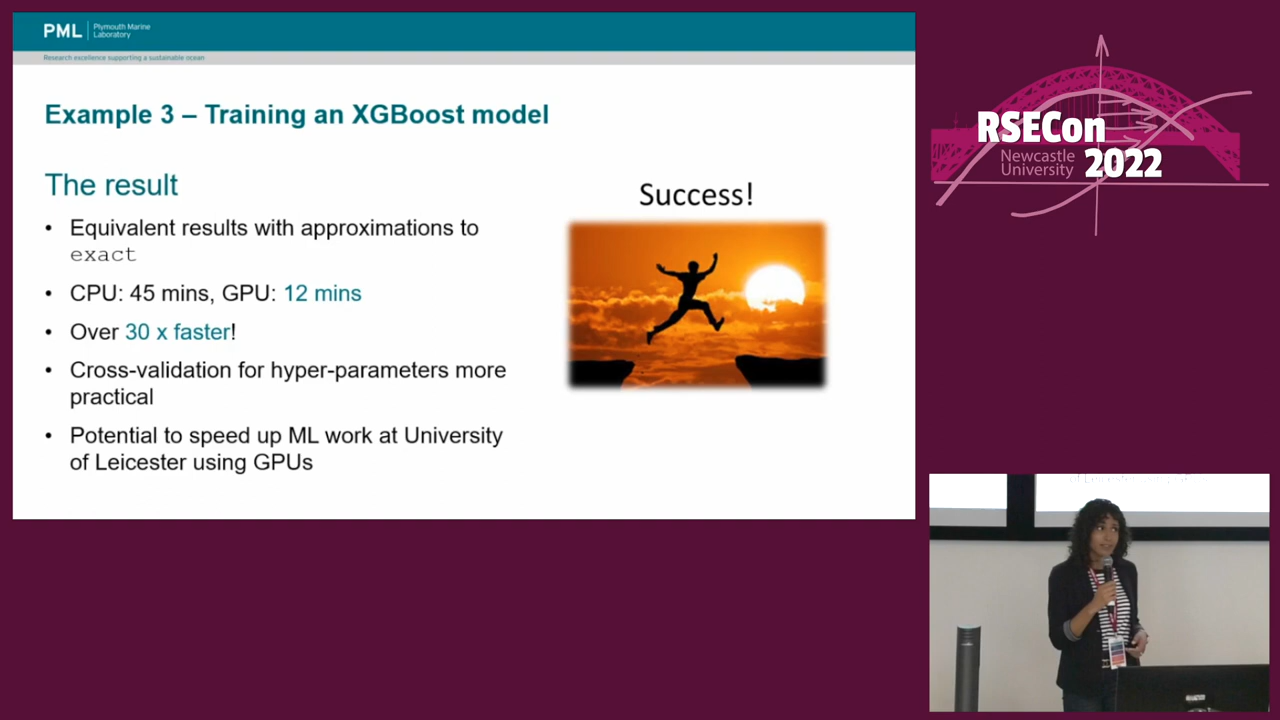 PML
Plymouth Marine
Laboratory
Research excellence supporting a sustainable ocean
Example 3 – Training an XGBoost model
The result
• Equivalent results with approximations to
exact
• CPU: 45 mins, GPU: 12 mins
• Over 30 x faster!
• Cross-validation for hyper-parameters more
practical
• Potential to speed up ML work at University
of Leicester using GPUs
Success!
RSECon
Newcastle
University
2022